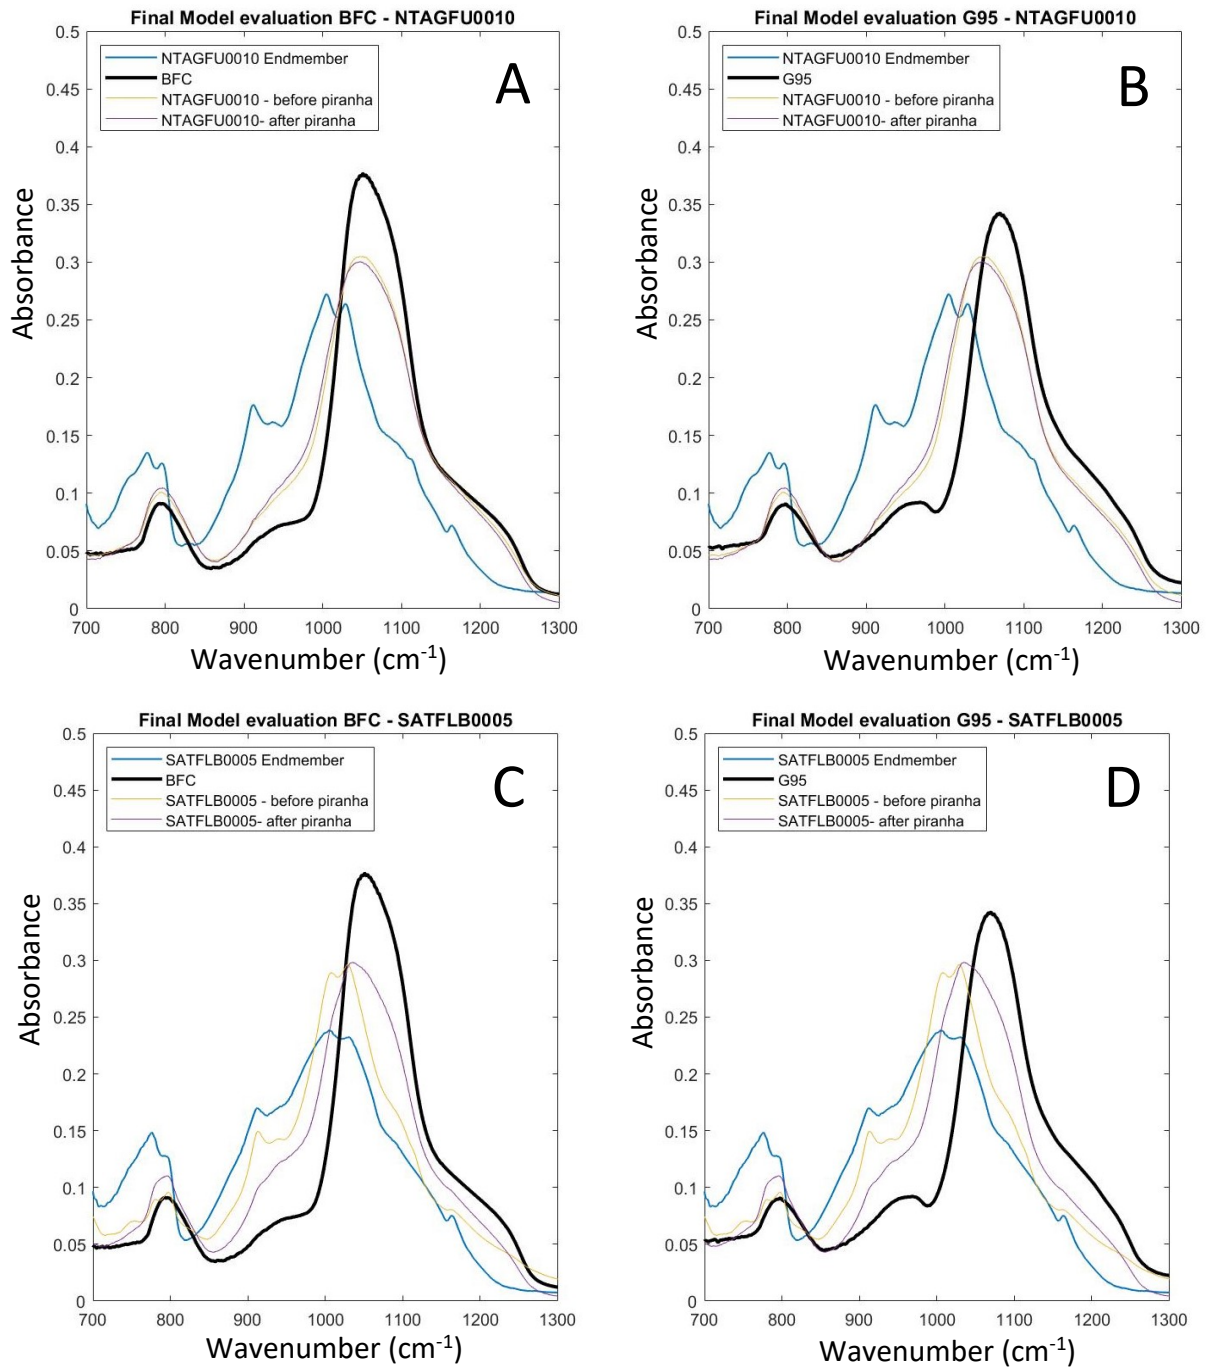 Final Model evaluation BFC - NTAGFU0010
0.5
0.45
0.4
0.35
0.3
0.25
0.2
0.15
0.1
0.05
0
NTAGFU0010 Endmember
BFC
NTAGFU0010 - before piranha
NTAGFU0010- after piranha
A
Absorbance
700 800 900 1000 1100 1200 1300
Wavenumber (cm-1)
Final Model evaluation G95 - NTAGFU0010
0.5
0.45
0.4
0.35
0.3
0.25
0.2
0.15
0.1
0.05
0
NTAGFU0010 Endmember
G95
NTAGFU0010 - before piranha
NTAGFU0010- after piranha
B
Absorbance
700 800 900 1000 1100 1200 1300
Wavenumber (cm-1)
Final Model evaluation BFC - SATFLB0005
0.5
0.45
0.4
0.35
0.3
0.25
0.2
0.15
0.1
0.05
0
SATFLB0005 Endmember
BFC
SATFLB0005 - before piranha
SATFLB0005- after piranha
C
Absorbance
700 800 900 1000 1100 1200 1300
Wavenumber (cm-1)
Final Model evaluation G95 - SATFLB0005
0.5
0.45
0.4
0.35
0.3
0.25
0.2
0.15
0.1
0.05
0
SATFLB0005 Endmember
G95
SATFLB0005 - before piranha
SATFLB0005- after piranha
D
Absorbance
700 800 900 1000 1100 1200 1300
Wavenumber (cm-1)